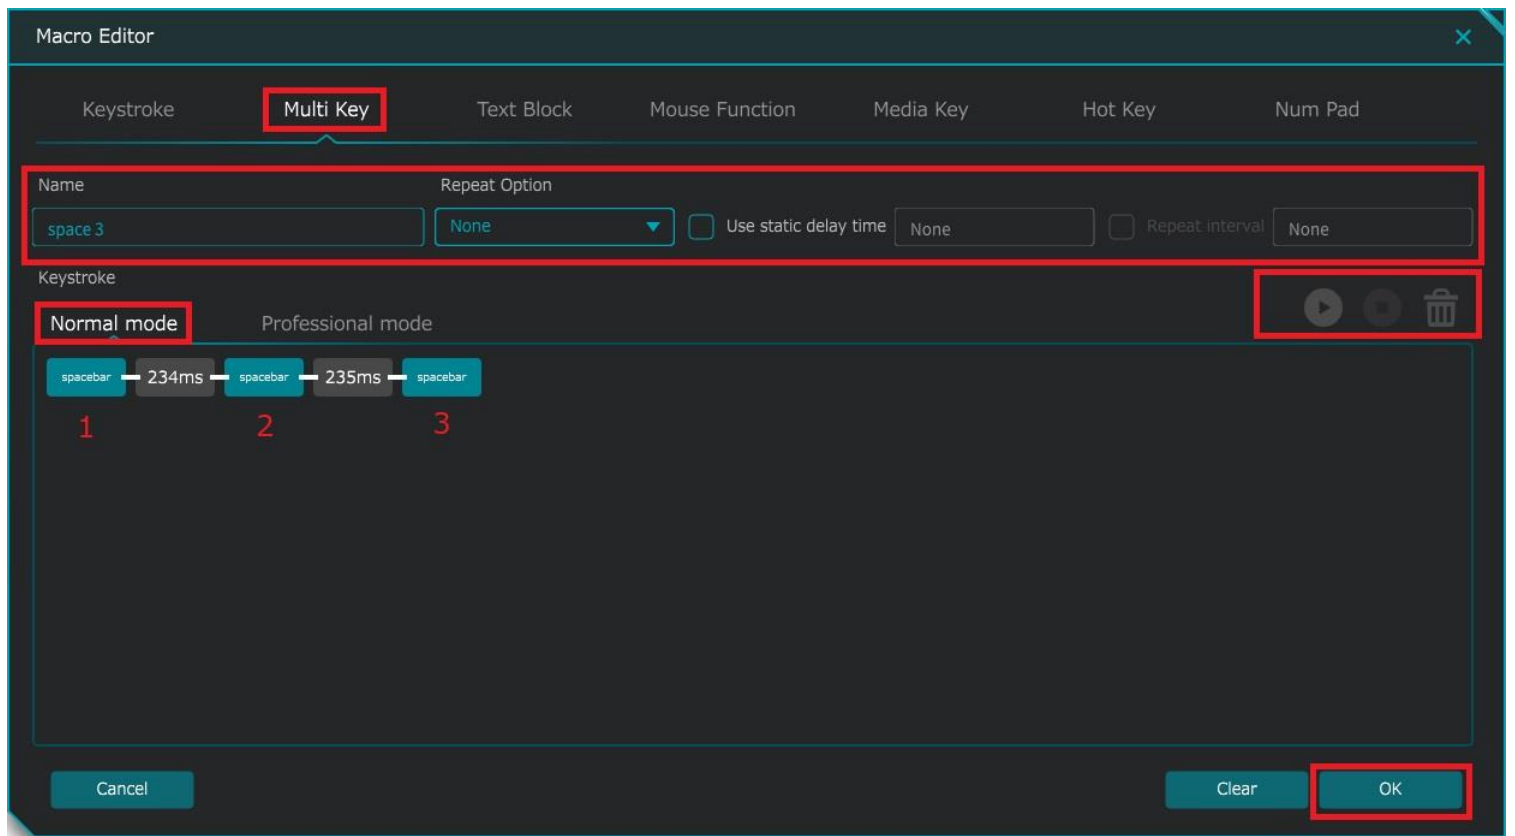 Macro Editor
Keystroke Multi Key Text Block Mouse Function Media Key Hot Key Num Pad
Name Repeat Option
space 3 None Use static delay time None Repeat interval None
Keystroke
Normal mode Professional mode
spacebar 234ms spacebar 235ms spacebar
1 2 3
Cancel Clear OK